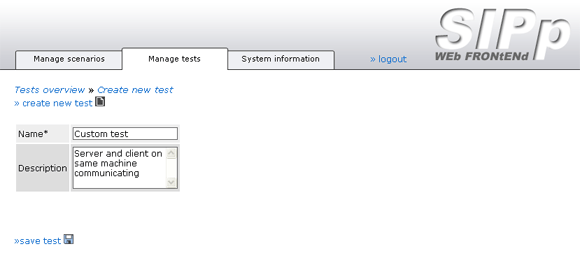 SIPp
WEb FRONtENd
Manage scenarios Manage tests System information » logout
Tests overview » Create new test
» create new test
Name* Custom test
Description Server and client on
same machine
communicating
»save test